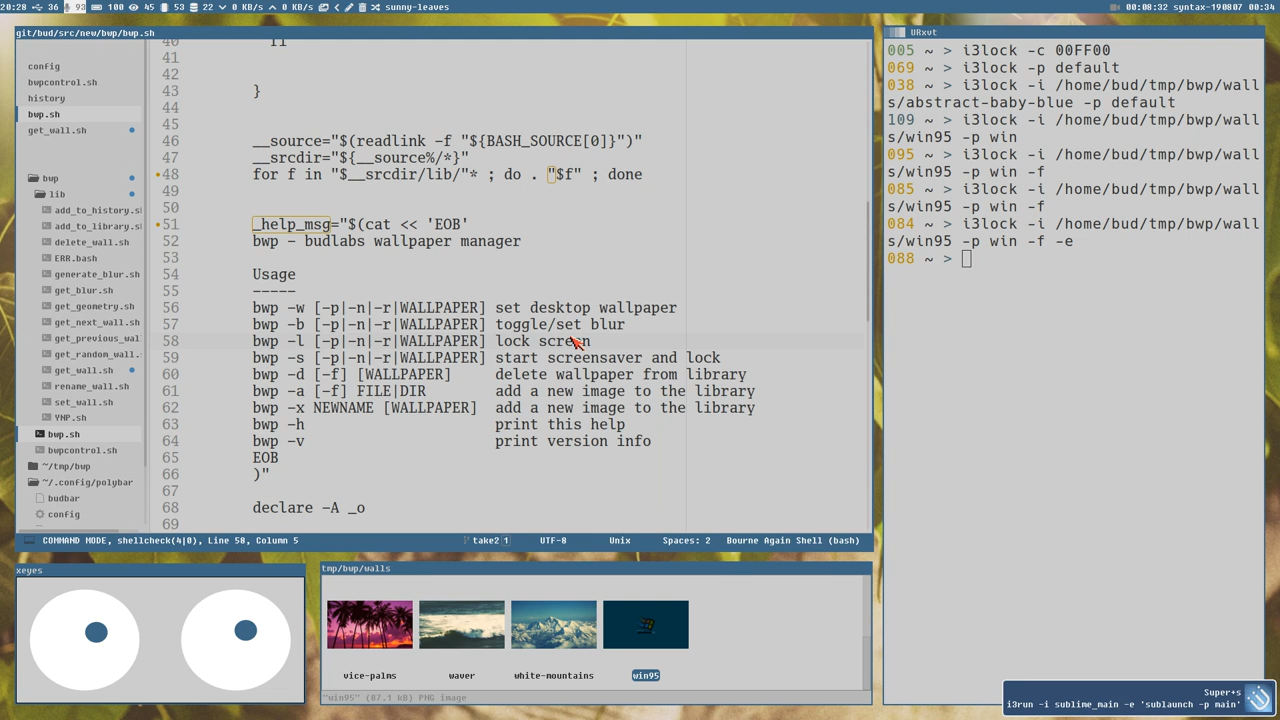 20:28 36 93 100 45 53 22 0 KB/s 0 KB/s sunny-leaves 00:08:32 syntax-190807 00:34
git/bud/src/new/bwp/bwp.sh
config
bwpcontrol.sh
history
bwp.sh
get_wall.sh
bwp
lib
add_to_history.sh
add_to_library.sh
delete_wall.sh
ERR.bash
generate_blur.sh
get_blur.sh
get_geometry.sh
get_next_wall.sh
get_previous_wal
get_random_wall.
get_wall.sh
rename_wall.sh
set_wall.sh
YNP.sh
bwp.sh
bwpcontrol.sh
~/tmp/bwp
~/.config/polybar
budbar
config
40
41
42
43 }
44
45
46 __source="$(readlink -f "${BASH_SOURCE[0]}")"
47 __srcdir="${__source%/*}"
48 for f in "$__srcdir/lib/"* ; do . "$f" ; done
49
50
51 _help_msg="$(cat << 'EOB'
52 bwp - budlabs wallpaper manager
53
54 Usage
55 -----
56 bwp -w [-p|-n|-r|WALLPAPER] set desktop wallpaper
57 bwp -b [-p|-n|-r|WALLPAPER] toggle/set blur
58 bwp -l [-p|-n|-r|WALLPAPER] lock screen
59 bwp -s [-p|-n|-r|WALLPAPER] start screensaver and lock
60 bwp -d [-f] [WALLPAPER] delete wallpaper from library
61 bwp -a [-f] FILE|DIR add a new image to the library
62 bwp -x NEWNAME [WALLPAPER] add a new image to the library
63 bwp -h print this help
64 bwp -v print version info
65 EOB
66 )"
67
68 declare -A _o
69
COMMAND MODE, shellcheck(4|0), Line 58, Column 5 take2 1 UTF-8 Unix Spaces: 2 Bourne Again Shell (bash)
URxvt
005 ~ > i3lock -c 00FF00
069 ~ > i3lock -p default
038 ~ > i3lock -i /home/bud/tmp/bwp/wall
s/abstract-baby-blue -p default
109 ~ > i3lock -i /home/bud/tmp/bwp/wall
s/win95 -p win
095 ~ > i3lock -i /home/bud/tmp/bwp/wall
s/win95 -p win -f
085 ~ > i3lock -i /home/bud/tmp/bwp/wall
s/win95 -p win -f
084 ~ > i3lock -i /home/bud/tmp/bwp/wall
s/win95 -p win -f -e
088 ~ >
xeyes
tmp/bwp/walls
vice-palms waver white-mountains win95
"win95" (87.1 kB) PNG image
Super+s
i3run -i sublime_main -e 'sublaunch -p main'